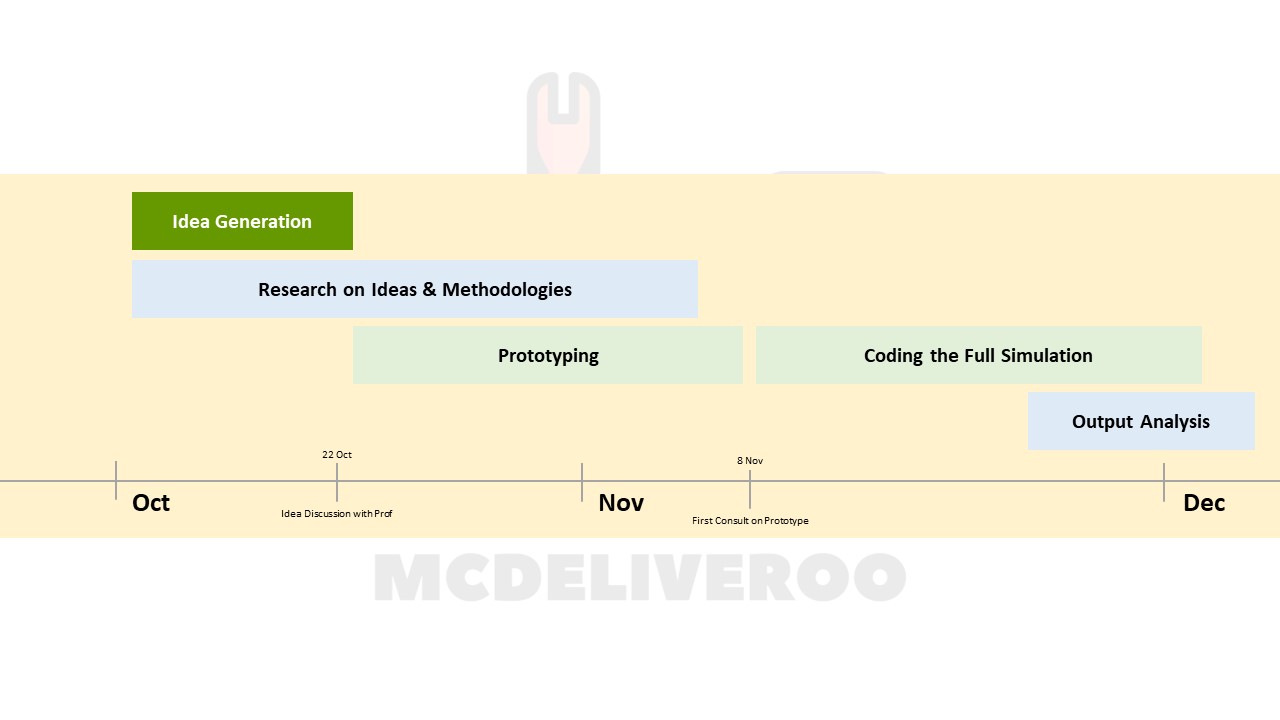 Idea Generation
Research on Ideas & Methodologies
Prototyping
Coding the Full Simulation
Output Analysis
22 Oct
8 Nov
Oct
Nov
Dec
Idea Discussion with Prof
First Consult on Prototype
MCDELIVEROO